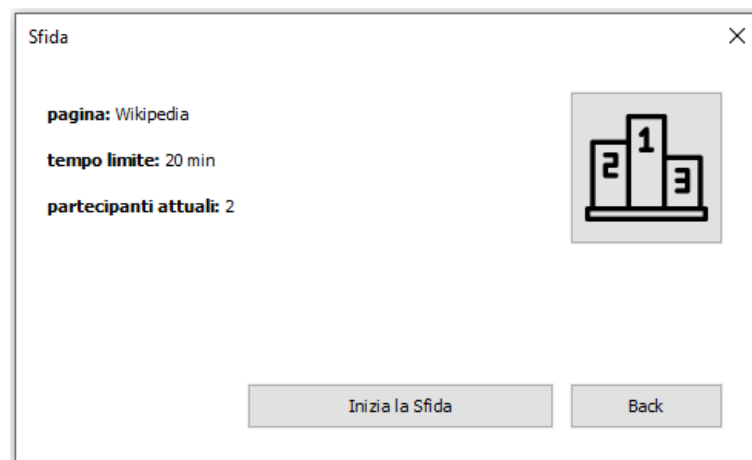 Sfida
pagina: Wikipedia
tempo limite: 20 min
partecipanti attuali: 2
1
2
3
Inizia la Sfida
Back